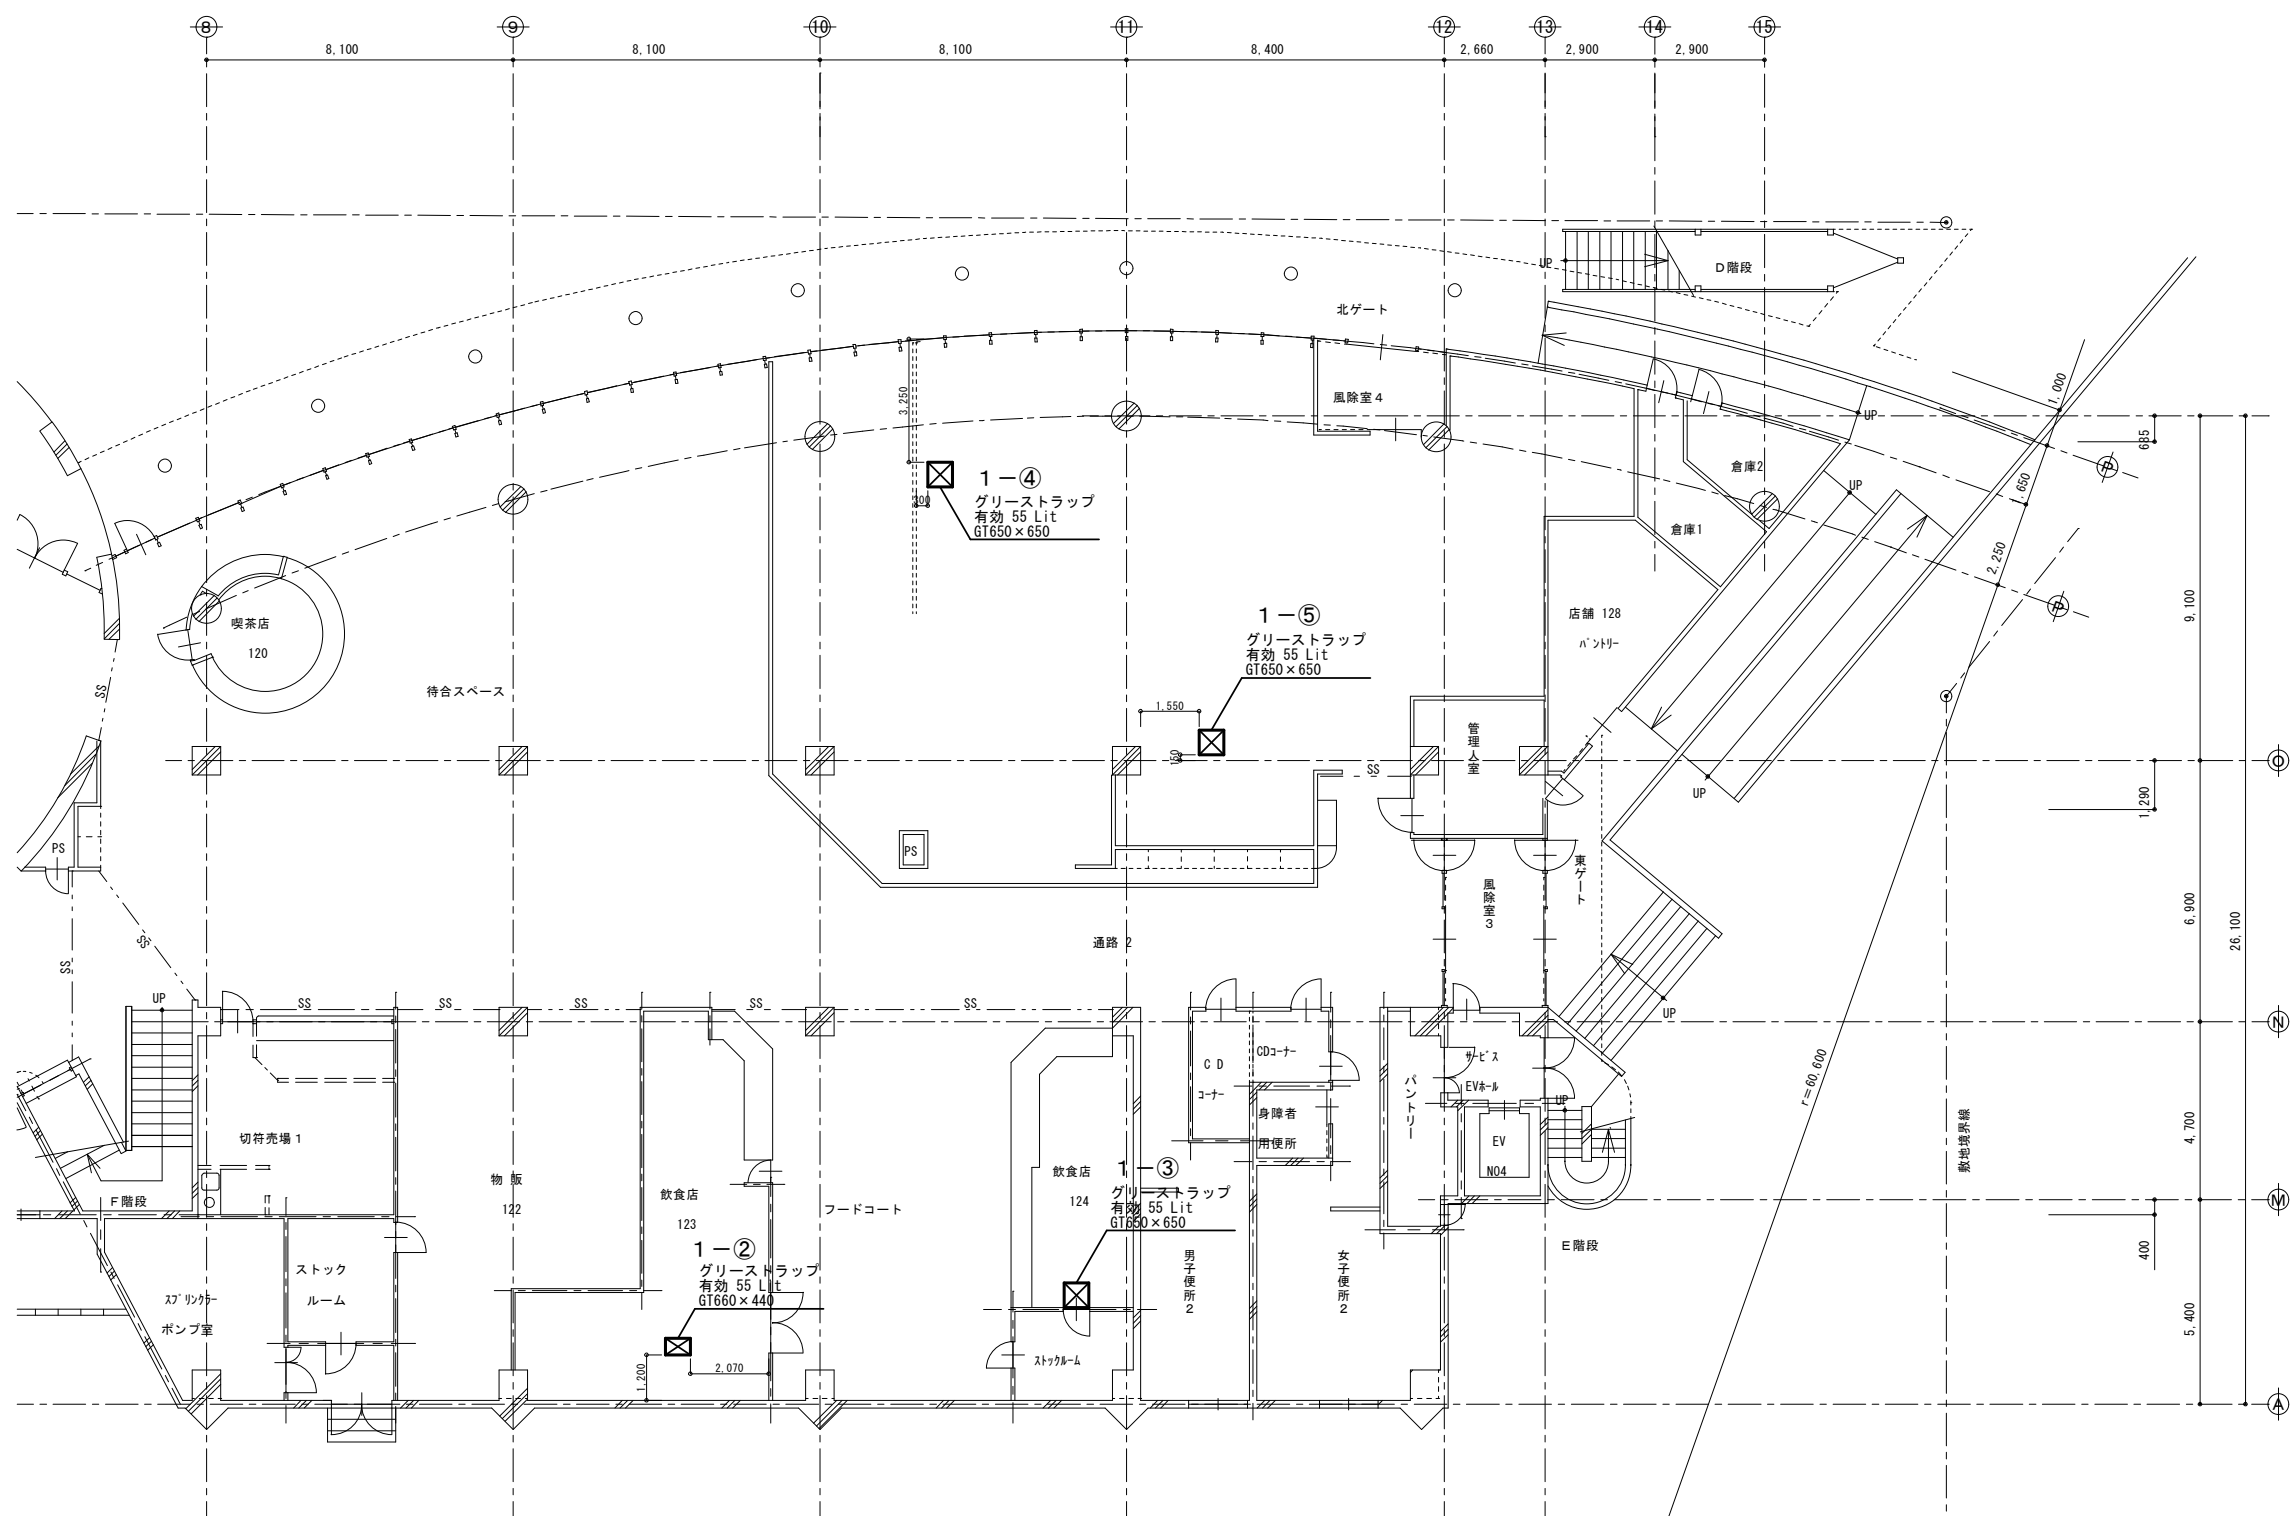 8
9
10
11
12
13
14
15
8,100
8,100
8,100
8,400
2,660
2,900
2,900
UP
D階段
北ゲート
風除室4
3,250
UP
1,000
685
P
倉庫2
1-④
グリーストラップ
有効 55 Lit
GT650×650
300
UP
1,650
倉庫1
2,250
P
9,100
喫茶店
120
店舗 128
パントリー
1-⑤
グリーストラップ
有効 55 Lit
GT650×650
待合スペース
SS
1,550
150
管理人室
SS
O
UP
1,290
PS
PS
東ゲート
風除室3
6,900
26,100
通路 2
SS
SS
UP
SS
SS
SS
SS
SS
UP
N
CD
コーナー
CDコーナー
サービス
EVホール
UP
r=60,600
パントリー
身障者
用便所
切符売場1
EV
NO4
4,700
敷地境界線
物 販
122
飲食店
123
フードコート
飲食店
124
1-③
グリーストラップ
有効 55 Lit
GT650×650
F階段
M
1-②
グリーストラップ
有効 55 Lit
GT660×440
男子便所2
女子便所2
E階段
400
ストック
ルーム
スプリンクラー
ポンプ室
5,400
ストックルーム
1,200
2,070
A